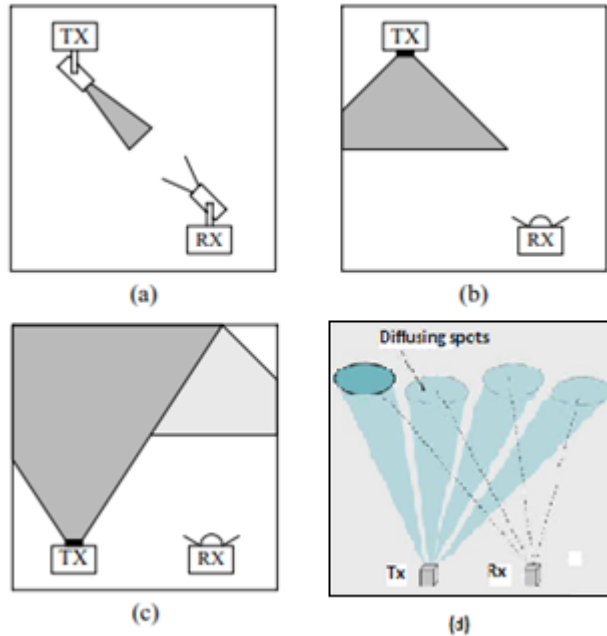 TX
RX
(a)
TX
RX
(b)
TX
RX
(c)
Diffusing spots
Tx
Rx
(d)